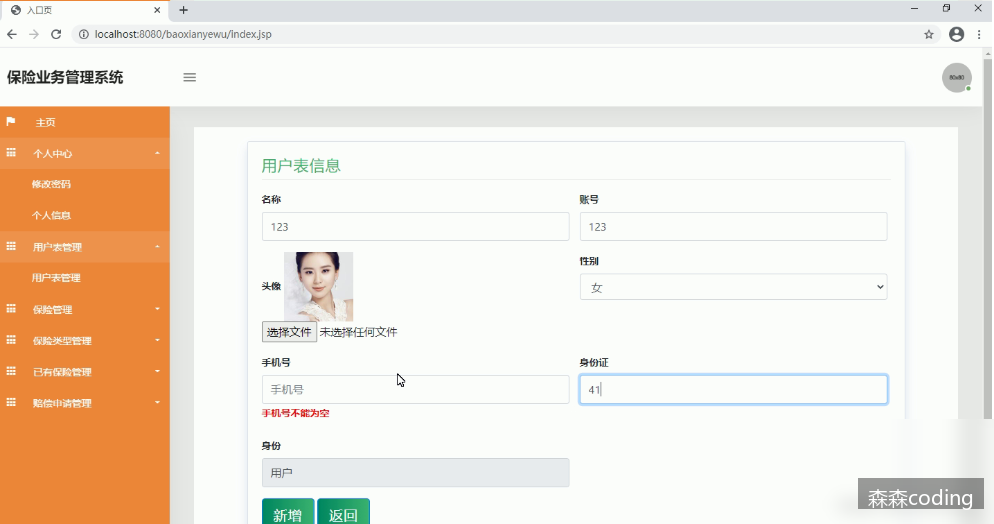 入口页
localhost:8080/baoxianyewu/index.jsp
保险业务管理系统
60x60
主页
个人中心
修改密码
个人信息
用户表管理
用户表管理
保险管理
保险类型管理
已有保险管理
赔偿申请管理
用户表信息
名称
账号
123
123
头像
性别
女
选择文件 未选择任何文件
手机号
身份证
手机号
41
手机号不能为空
身份
用户
新增
返回
森森coding